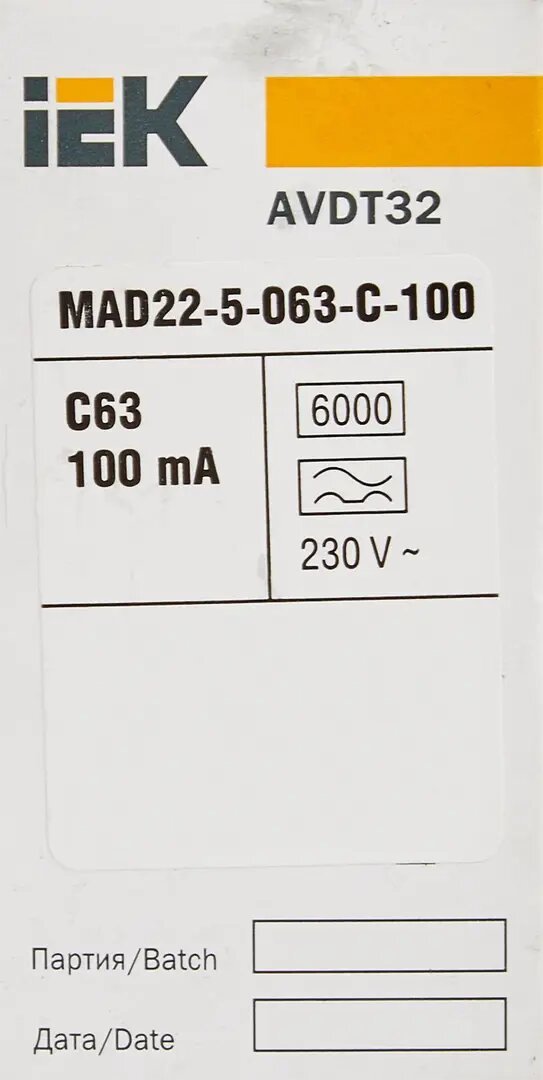 IEK
AVDT32
MAD22-5-063-C-100
C63
100 mA
6000
230 V ~
Партия/Batch
Дата/Date